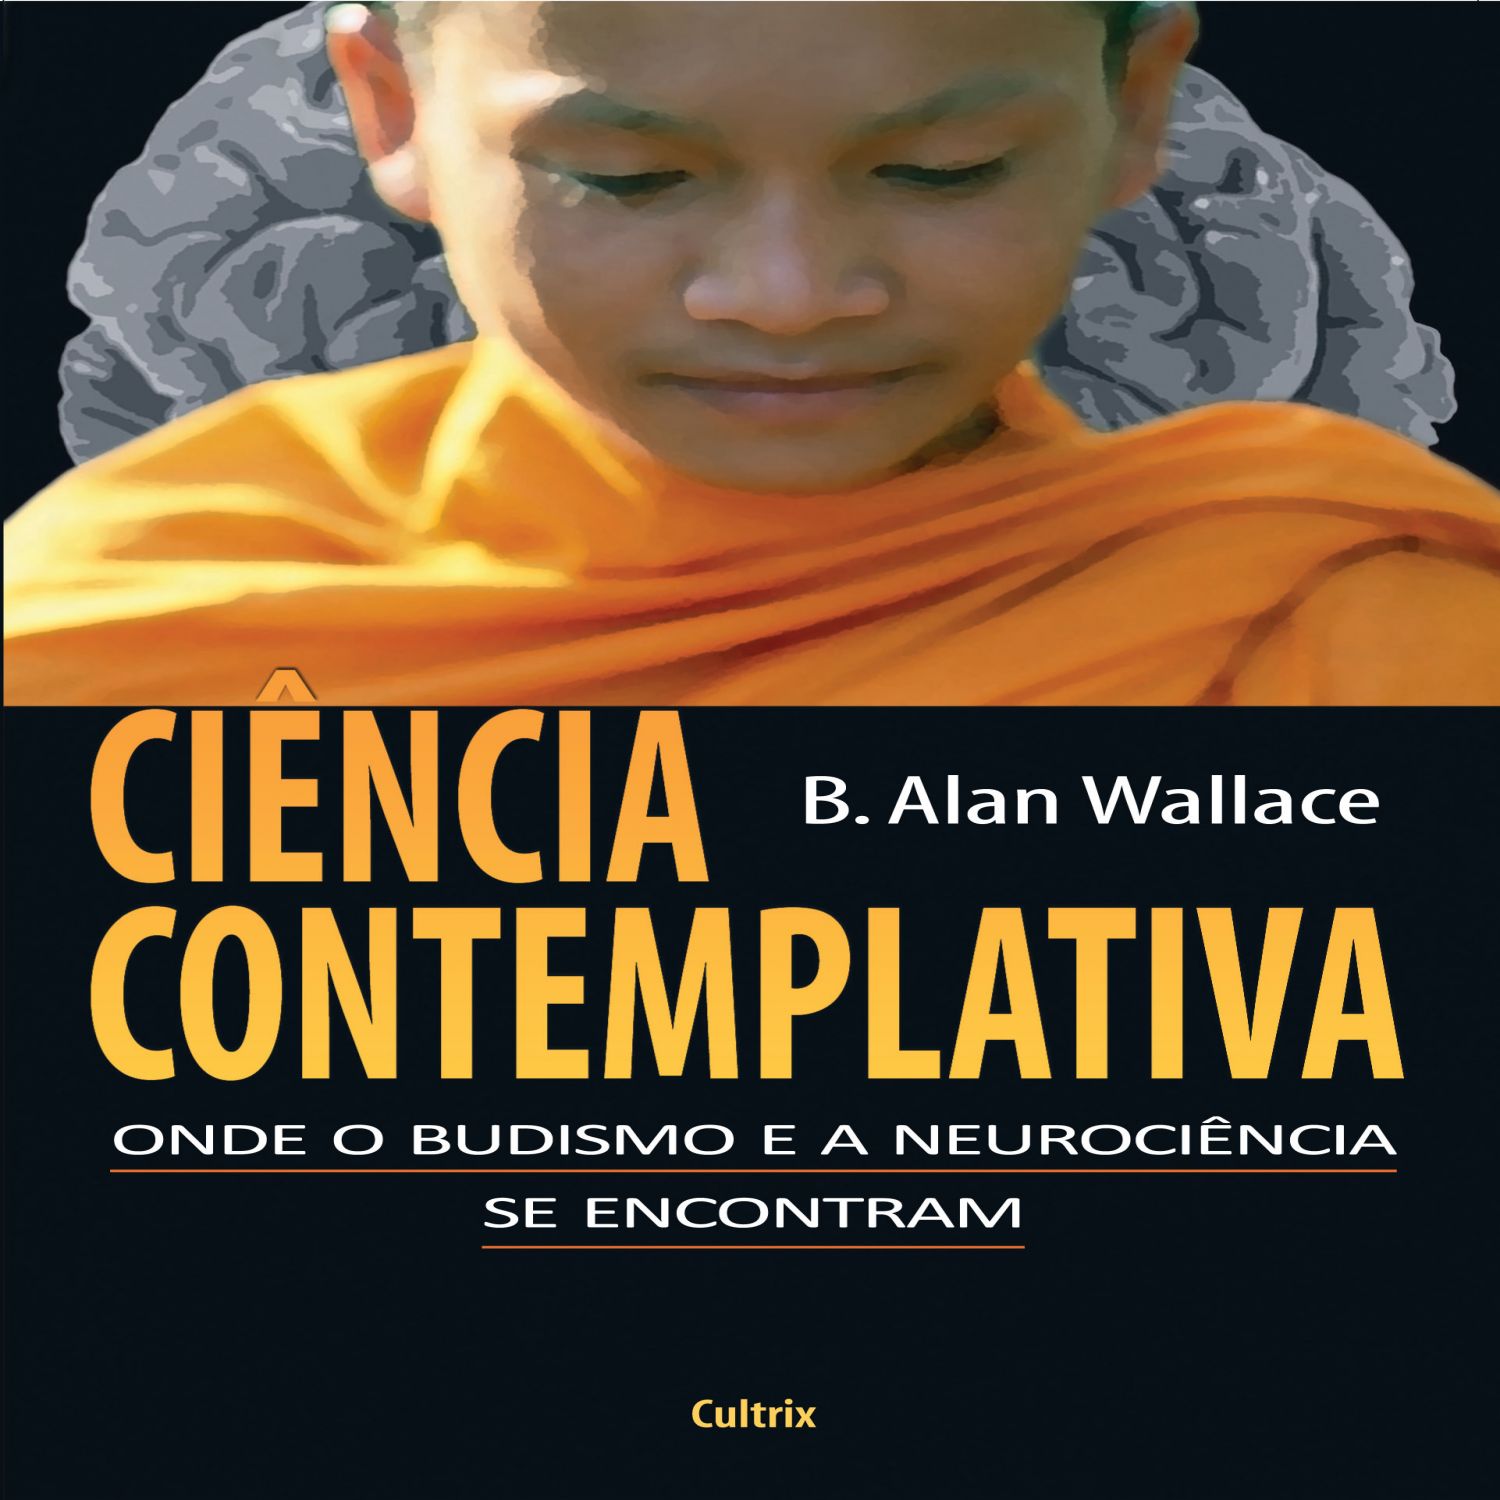 CIÊNCIA
B. Alan Wallace
CONTEMPLATIVA
ONDE O BUDISMO E A NEUROCIÊNCIA
SE ENCONTRAM
Cultrix